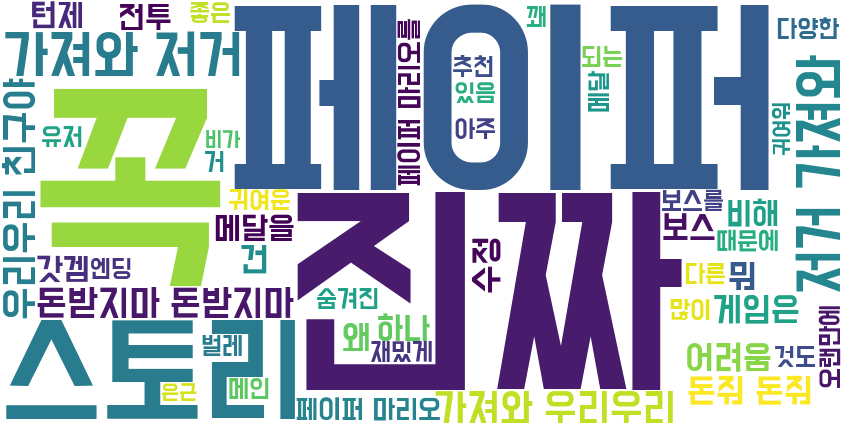 턴제
전투
좋은
페이퍼
꽤
다양한
가져와 저거
페이퍼 마리오를
추천
되는
있음
메달
우리우리 친구야
쪽
유저
비가
거
아주
귀여워
저거 가져와
귀여운
진짜
보스를
메달을
보스
비해
갓겜
엔딩
건
수정
때문에
돈받지마 돈받지마
숨겨진
다른
뭐
스토리
왜
하나
많이
게임은
오랜만에
벌레
재밌게
어려움
것도
은근
메인
페이퍼 마리오
가져와 우리우리
돈줘 돈줘